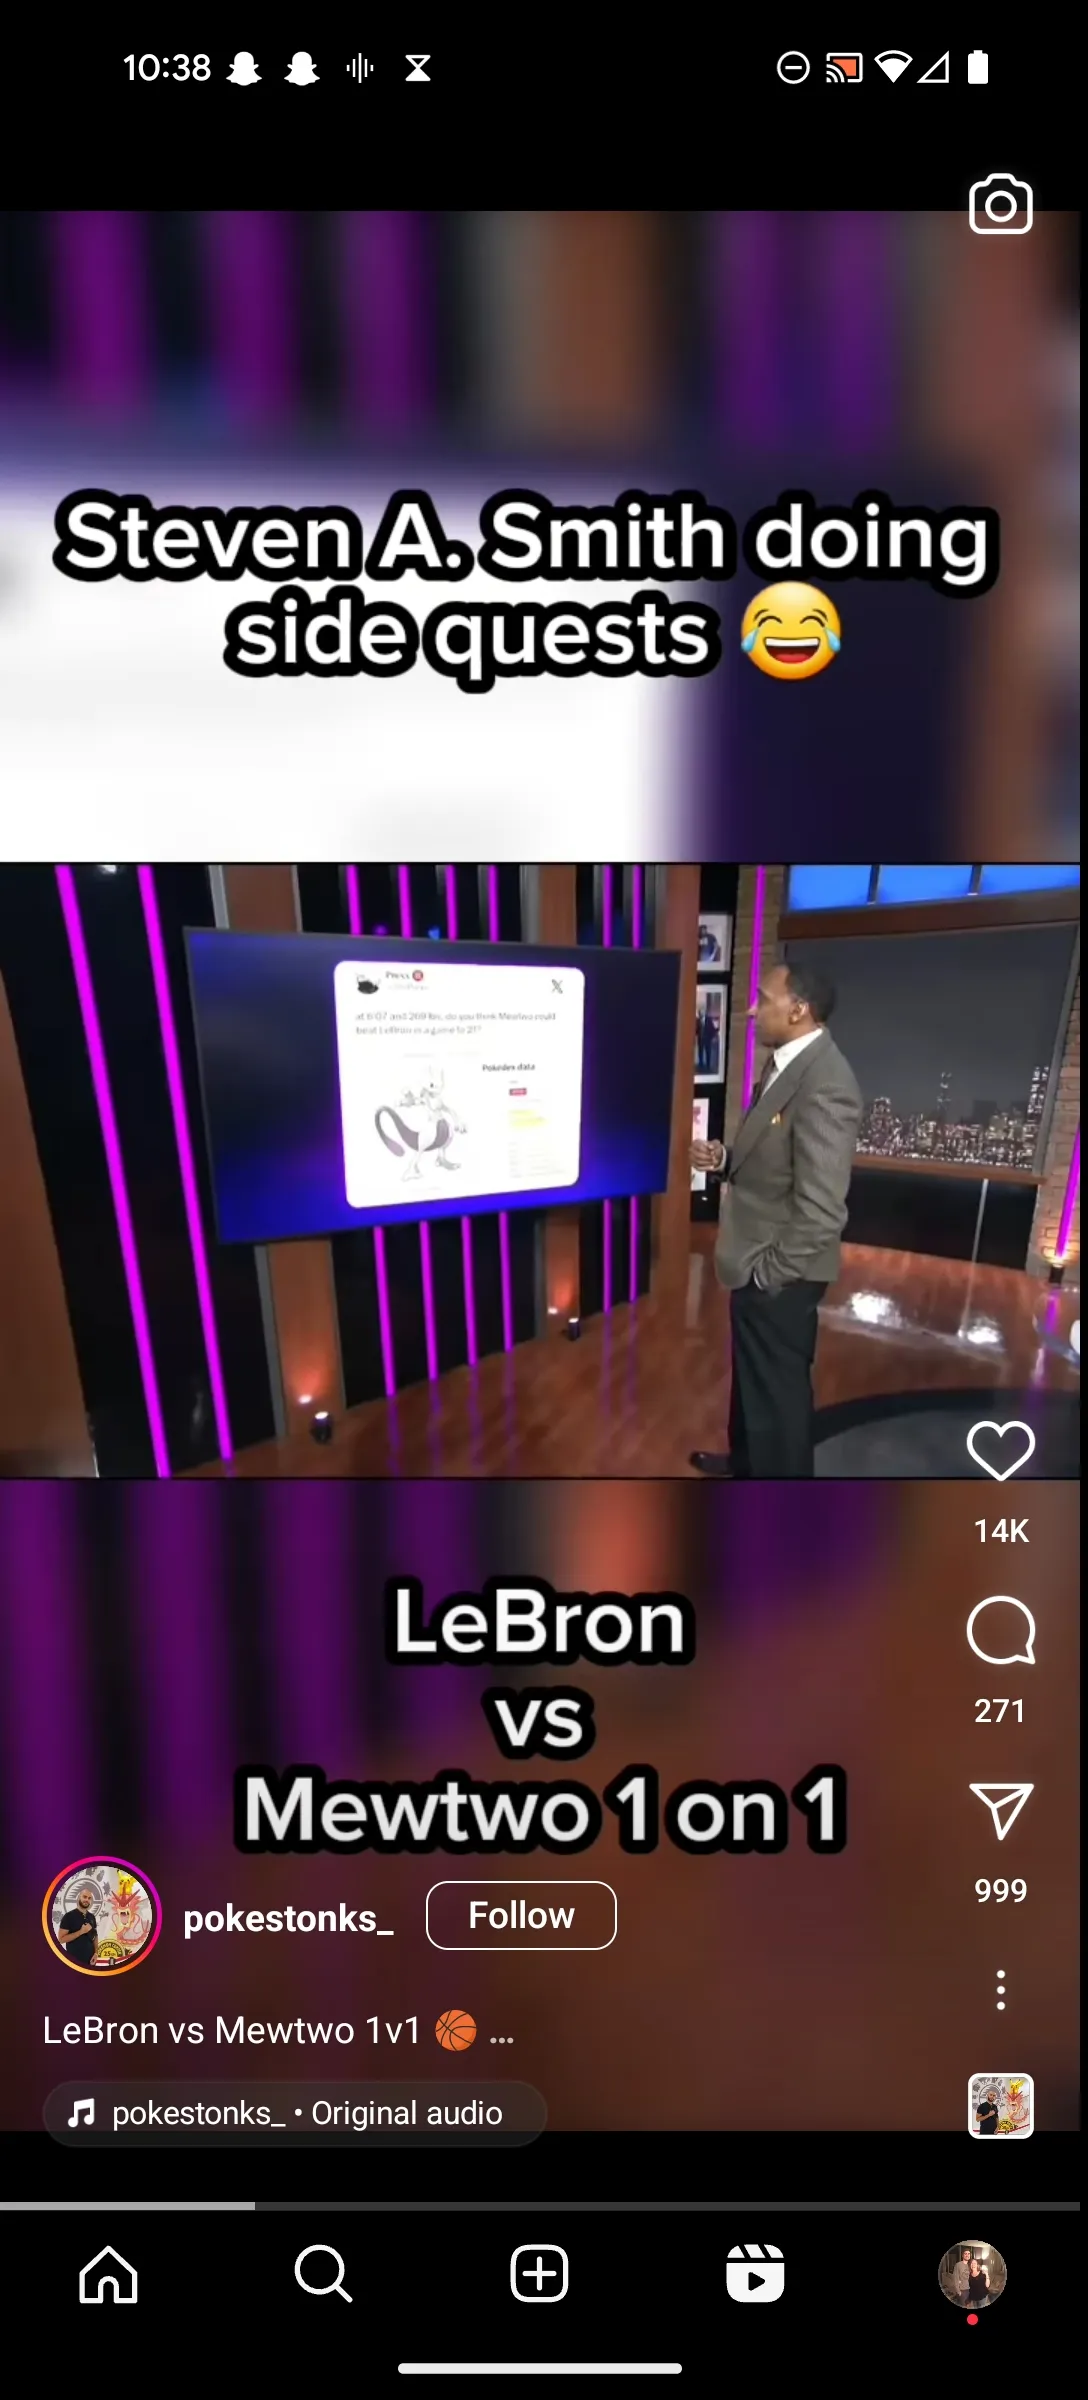 10:38
Steven A. Smith doing
side quests 😂
at 6'07 and 269 lbs, do you think Mewtwo could
beat LeBron in a game to 21?
Pokédex data
LeBron
vs
Mewtwo 1 on 1
14K
271
999
pokestonks_
Follow
LeBron vs Mewtwo 1v1 🏀 ...
pokestonks_ • Original audio